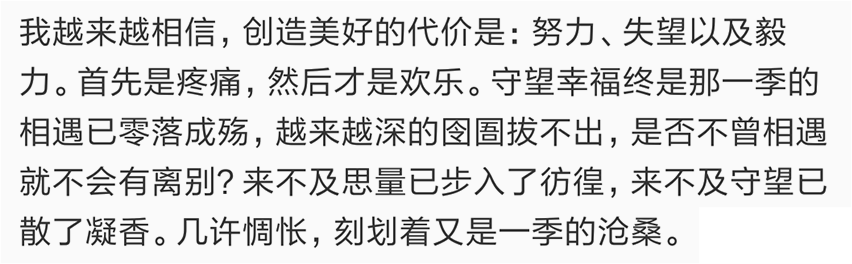 我越来越相信，创造美好的代价是：努力、失望以及毅
力。首先是疼痛，然后才是欢乐。守望幸福终是那一季的
相遇已零落成殇，越来越深的囹圄拔不出，是否不曾相遇
就不会有离别？来不及思量已步入了彷徨，来不及守望已
散了凝香。几许惆怅，刻划着又是一季的沧桑。